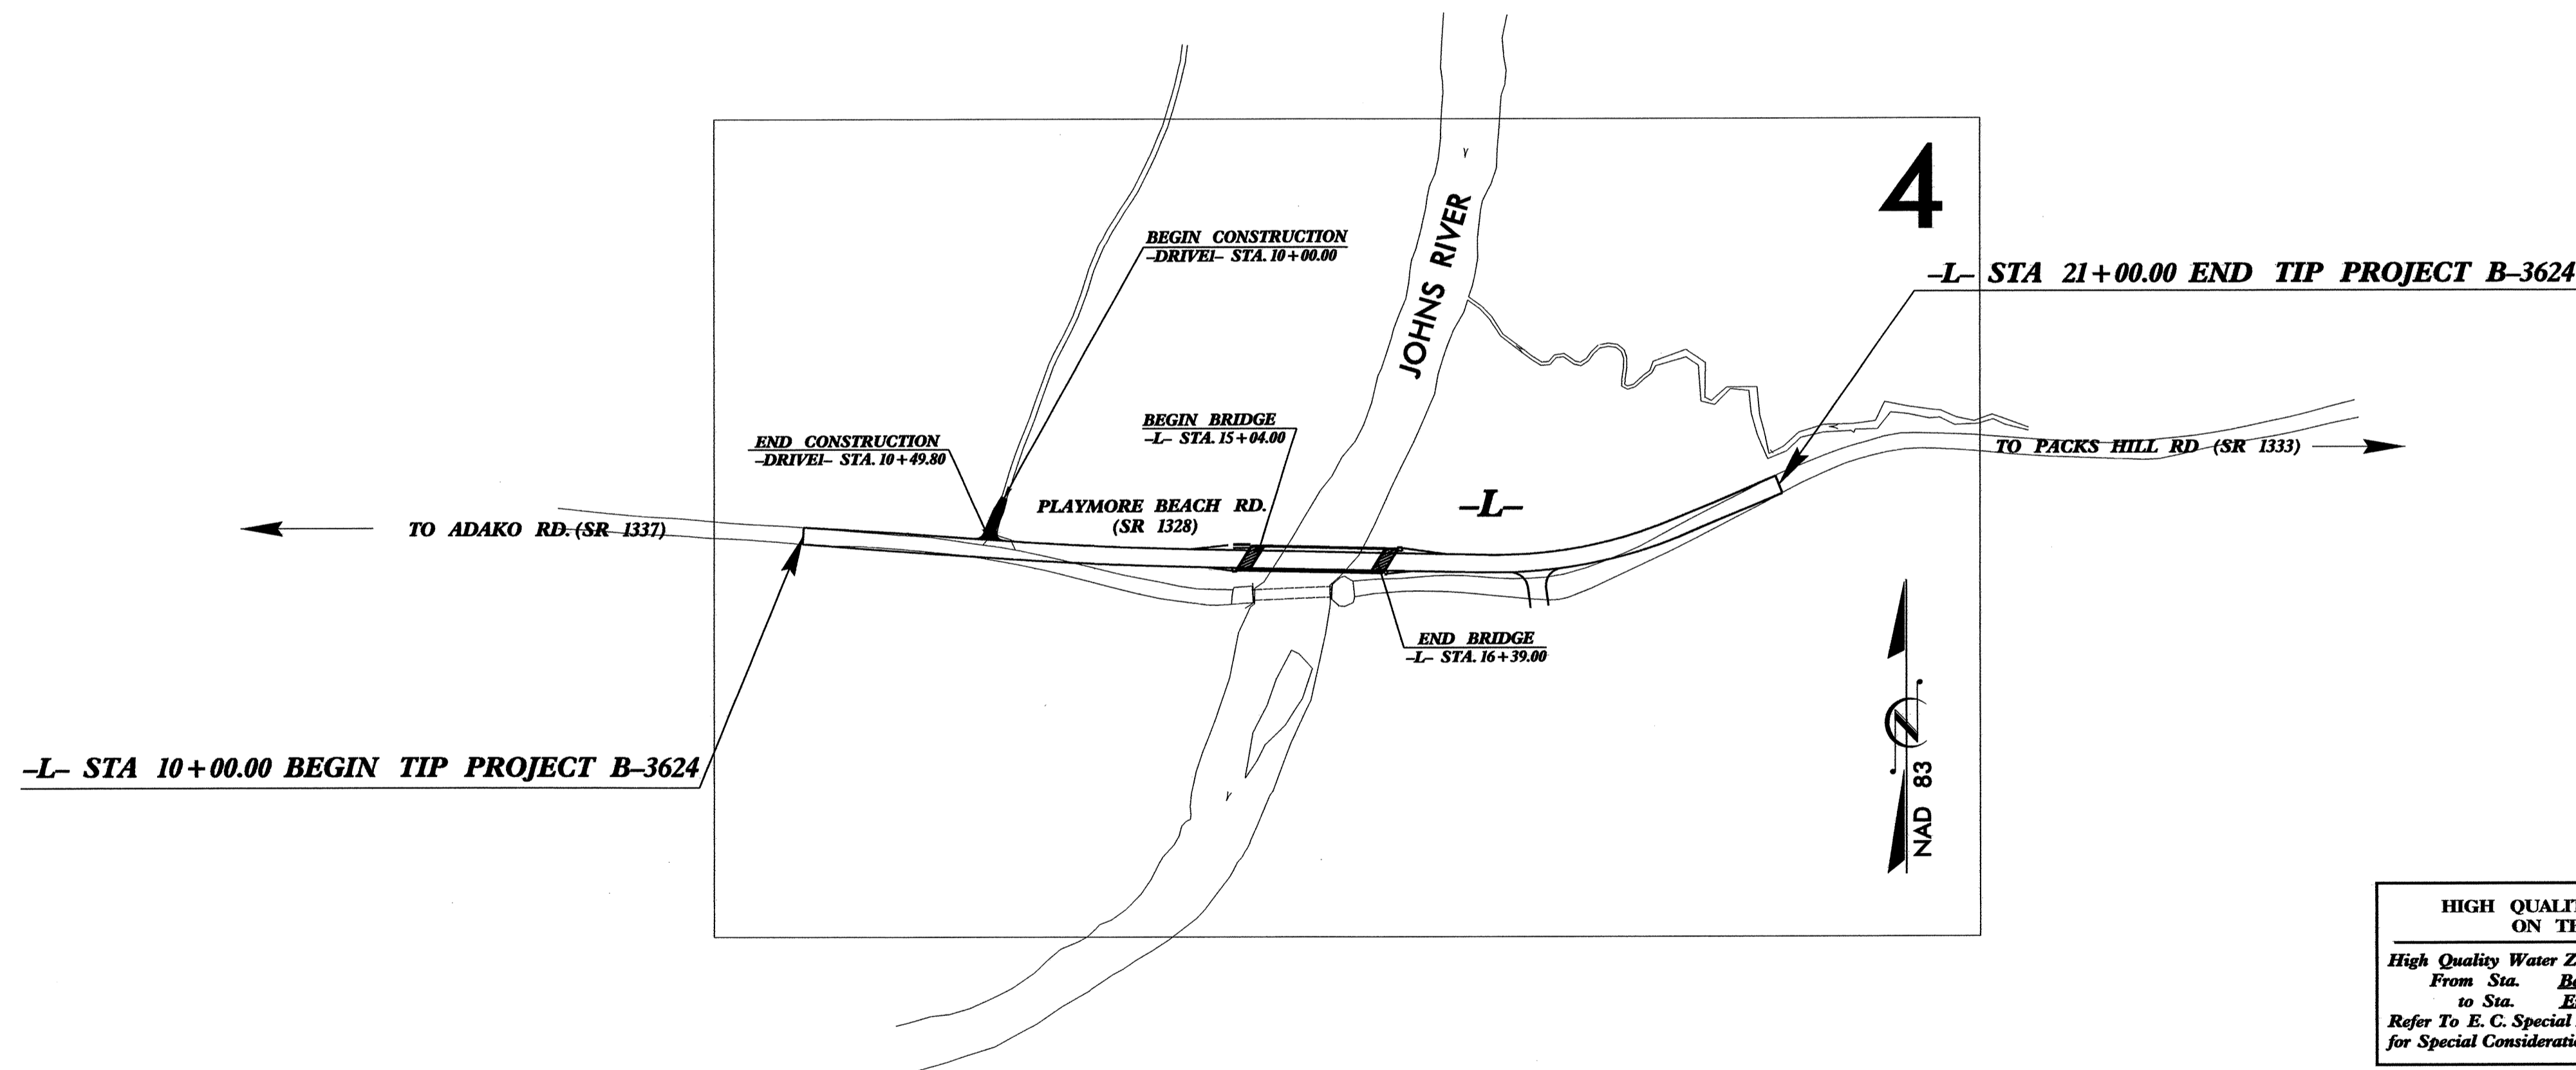 4
BEGIN CONSTRUCTION
-DRIVE1- STA. 10+00.00
JOHNS RIVER
-L- STA 21+00.00 END TIP PROJECT B-3624
BEGIN BRIDGE
-L- STA. 15+04.00
END CONSTRUCTION
-DRIVE1- STA. 10+49.80
TO PACKS HILL RD (SR 1333)
PLAYMORE BEACH RD.
(SR 1328)
-L-
TO ADAKO RD. (SR 1337)
END BRIDGE
-L- STA. 16+39.00
-L- STA 10+00.00 BEGIN TIP PROJECT B-3624
N
NAD 83
HIGH QUALIT
ON TH
High Quality Water Z
From Sta. B
to Sta. E
Refer To E. C. Special
for Special Considerati